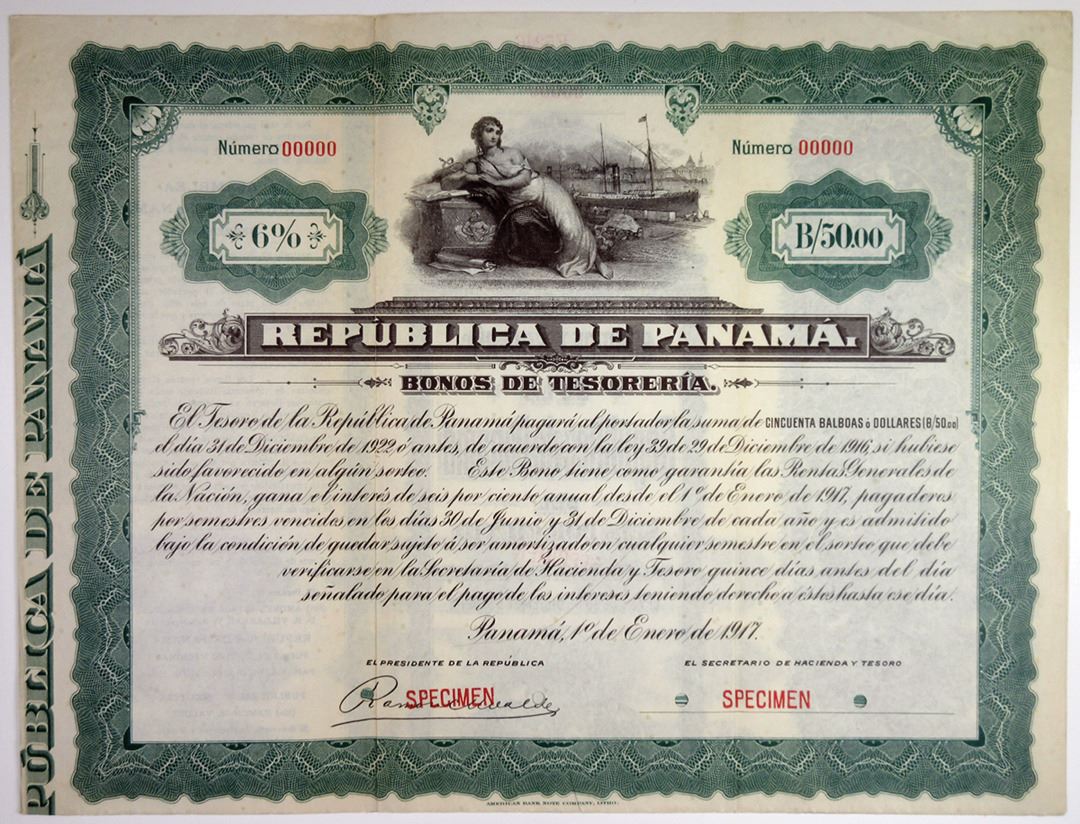 Número 00000
Número 00000
6%
B/50.00
REPÚBLICA DE PANAMÁ.
BONOS DE TESORERÍA.
El Tesoro de la República de Panamá pagará al portador la suma de CINCUENTA BALBOAS ó DOLLARES (B/50.00)
el día 31 de Diciembre de 1922 ó antes, de acuerdo con la ley 39 de 29 de Diciembre de 1916, si hubiese
sido favorecido en algún sorteo. Este Bono tiene como garantía las Rentas Generales de
la Nación, gana el interés de seis por ciento anual desde el 1º de Enero de 1917, pagaderos
por semestres vencidos en los días 30 de Junio y 31 de Diciembre de cada año y es admitido
bajo la condición de quedar sujeto á ser amortizado en cualquier semestre en el sorteo que debe
verificarse en la Secretaría de Hacienda y Tesoro quince días antes del día
señalado para el pago de los intereses teniendo derecho a éstos hasta ese día.
Panamá, 1º de Enero de 1917.
EL PRESIDENTE DE LA REPÚBLICA
EL SECRETARIO DE HACIENDA Y TESORO
SPECIMEN
SPECIMEN
AMERICAN BANK NOTE COMPANY, LITHO.
PÚBLICA DE PANAMÁ